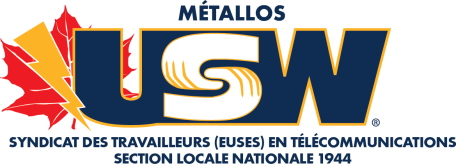 MÉTALLOS
USW®
SYNDICAT DES TRAVAILLEURS (EUSES) EN TÉLÉCOMMUNICATIONS
SECTION LOCALE NATIONALE 1944